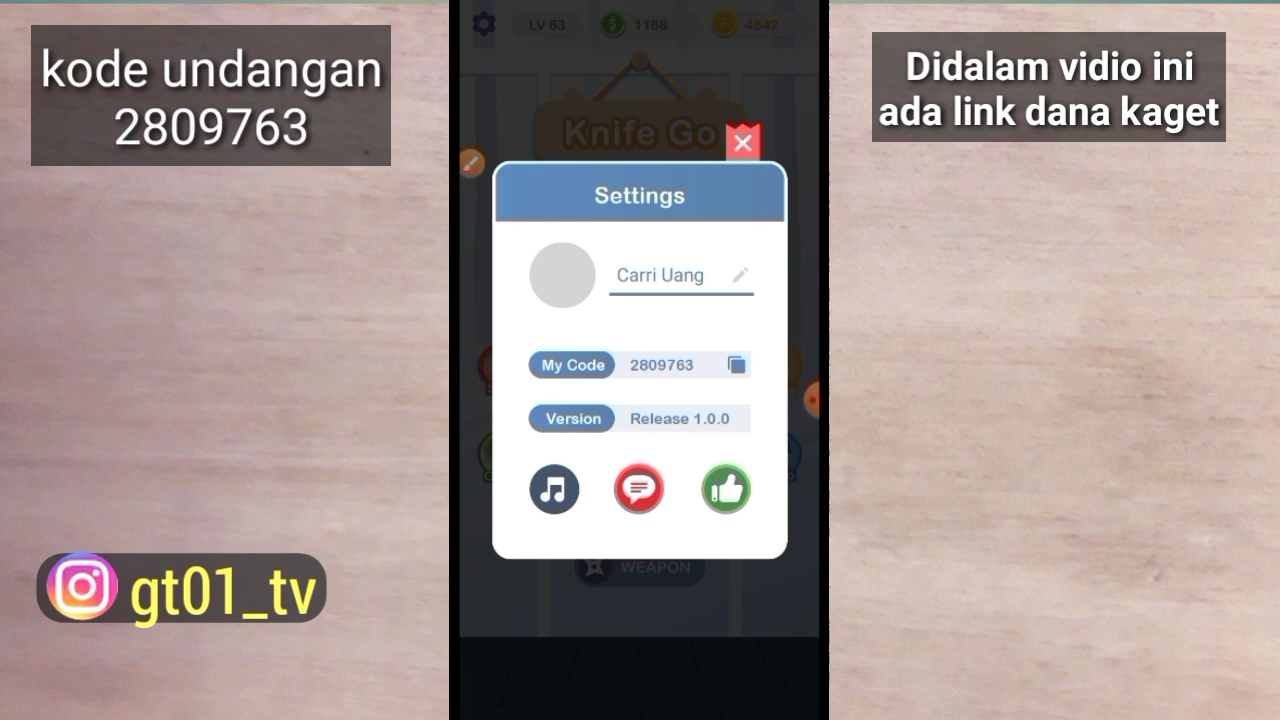 kode undangan
2809763
LV 63
1168
4842
Knife Go
Didalam vidio ini
ada link dana kaget
Settings
Carri Uang
My Code 2809763
Version Release 1.0.0
WEAPON
gt01_tv